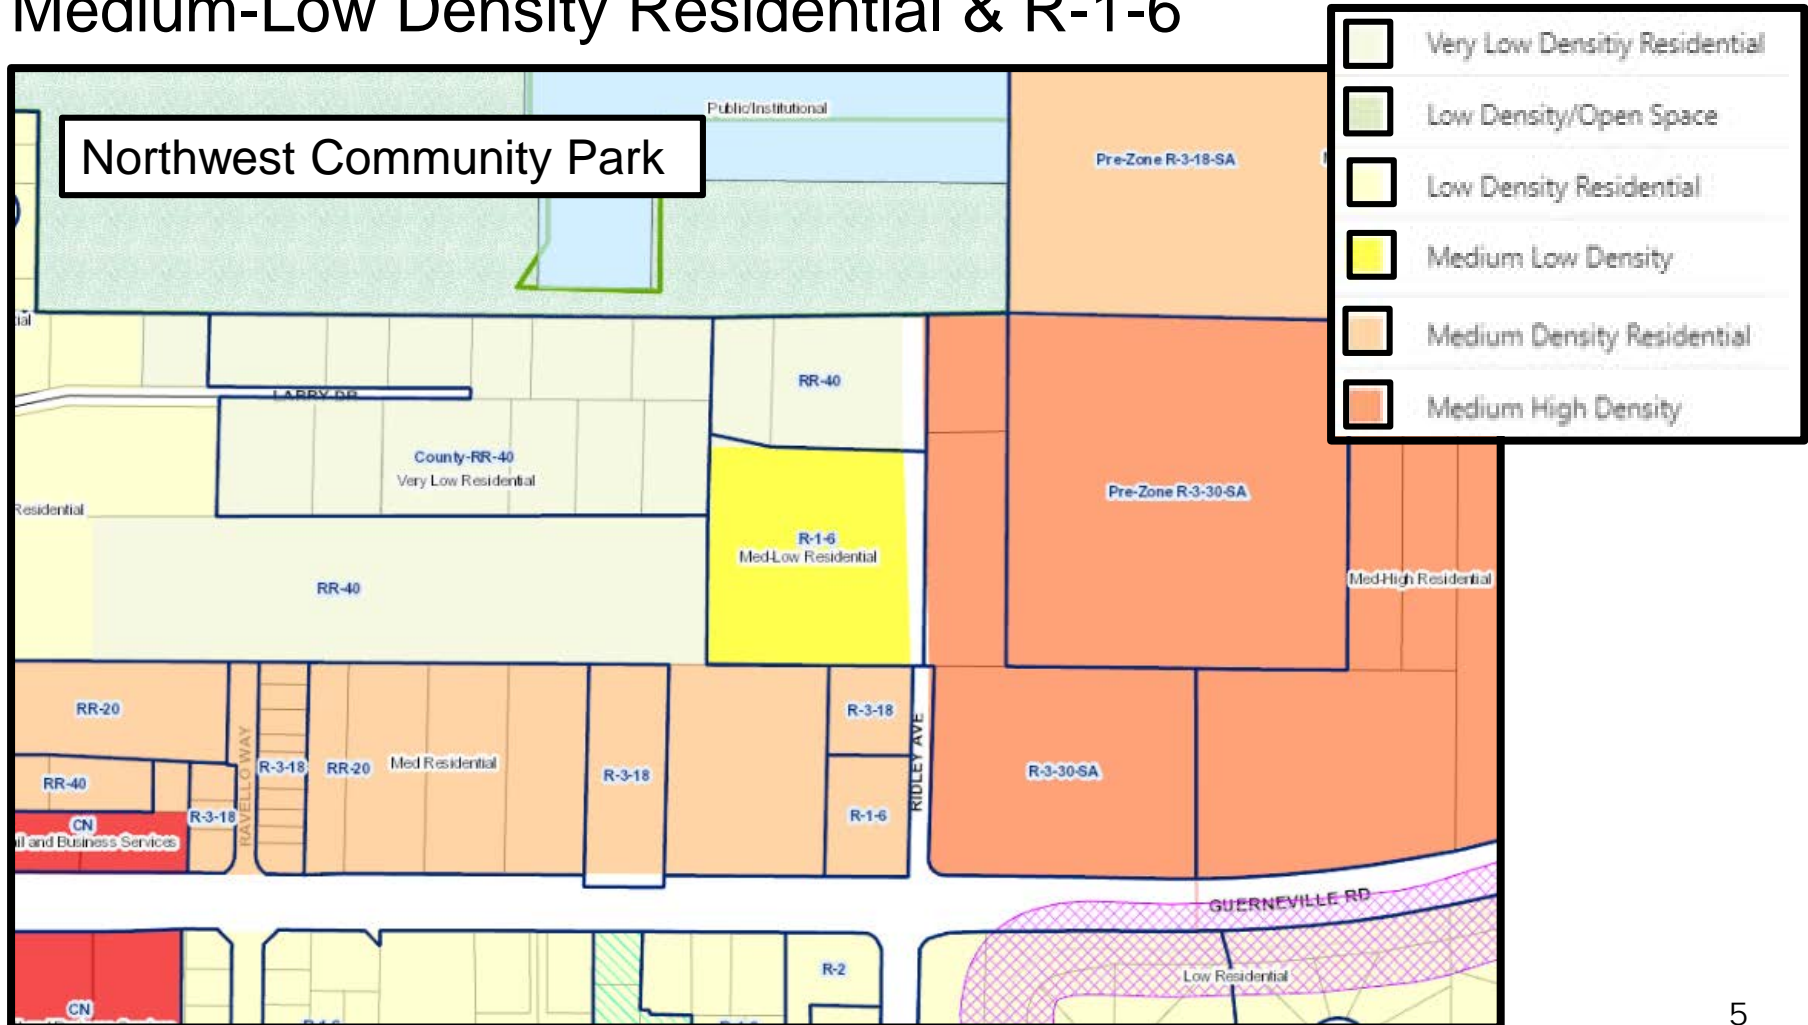 Medium-Low Density Residential & R-1-6
Very Low Densitiy Residential
Low Density/Open Space
Low Density Residential
Medium Low Density
Medium Density Residential
Medium High Density
Public/Institutional
Northwest Community Park
Pre-Zone R-3-18-SA
LARRY DR
RR-40
County-RR-40
Very Low Residential
Pre-Zone R-3-30-SA
Residential
R-1-6
Med-Low Residential
Med-High Residential
RR-40
RR-20
R-3-18
RAVELLO WAY
R-3-18
RR-20
Med Residential
R-3-18
RIDLEY AVE
R-3-30-SA
RR-40
R-3-18
R-1-6
CN
and Business Services
GUERNEVILLE RD
R-2
Low Residential
CN
5